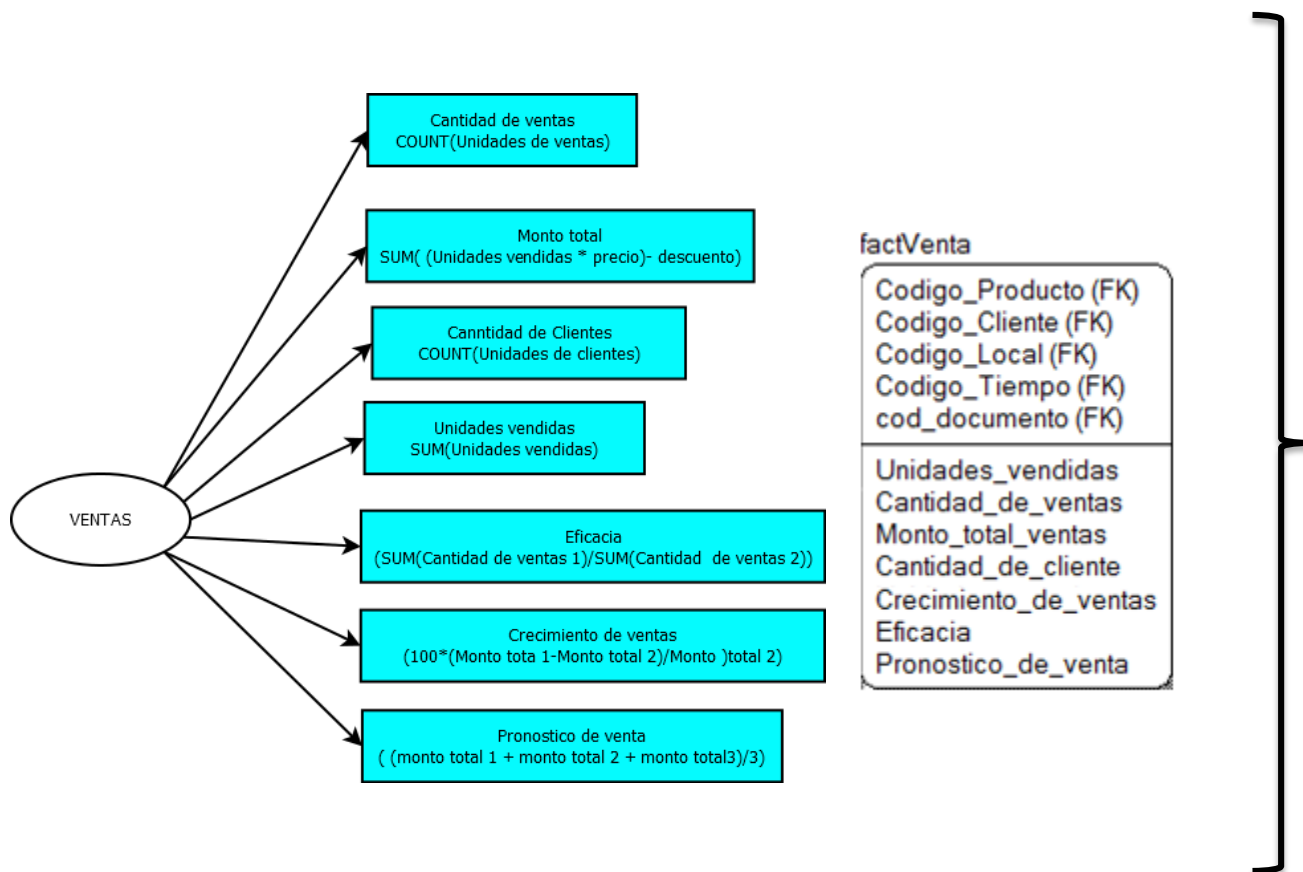 Cantidad de ventas
COUNT(Unidades de ventas)
Monto total
SUM( (Unidades vendidas * precio)- descuento)
Canntidad de Clientes
COUNT(Unidades de clientes)
Unidades vendidas
SUM(Unidades vendidas)
VENTAS
Eficacia
(SUM(Cantidad de ventas 1)/SUM(Cantidad de ventas 2))
Crecimiento de ventas
(100*(Monto tota 1-Monto total 2)/Monto )total 2)
Pronostico de venta
( (monto total 1 + monto total 2 + monto total3)/3)
factVenta
Codigo_Producto (FK)
Codigo_Cliente (FK)
Codigo_Local (FK)
Codigo_Tiempo (FK)
cod_documento (FK)
Unidades_vendidas
Cantidad_de_ventas
Monto_total_ventas
Cantidad_de_cliente
Crecimiento_de_ventas
Eficacia
Pronostico_de_venta